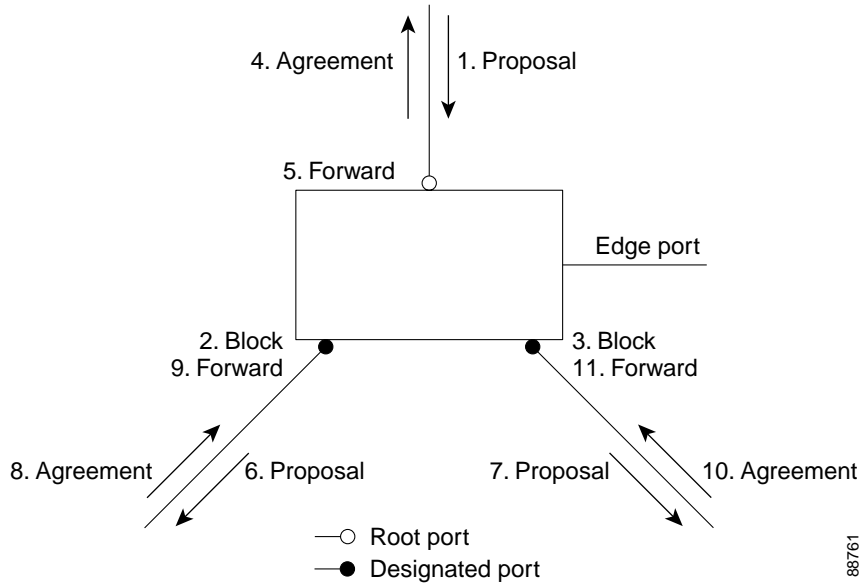 4. Agreement
1. Proposal
5. Forward
Edge port
2. Block
9. Forward
3. Block
11. Forward
8. Agreement
6. Proposal
7. Proposal
10. Agreement
Root port
Designated port
88761